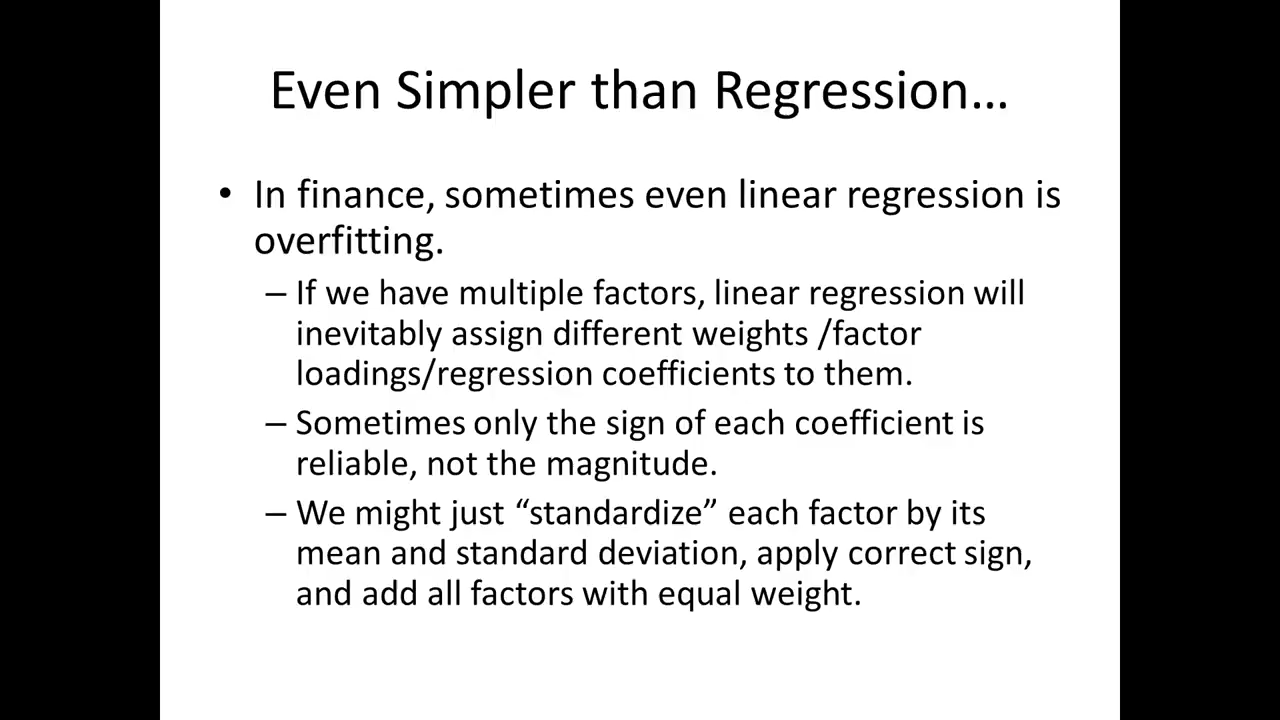 Even Simpler than Regression…
• In finance, sometimes even linear regression is
overfitting.
– If we have multiple factors, linear regression will
inevitably assign different weights /factor
loadings/regression coefficients to them.
– Sometimes only the sign of each coefficient is
reliable, not the magnitude.
– We might just “standardize” each factor by its
mean and standard deviation, apply correct sign,
and add all factors with equal weight.